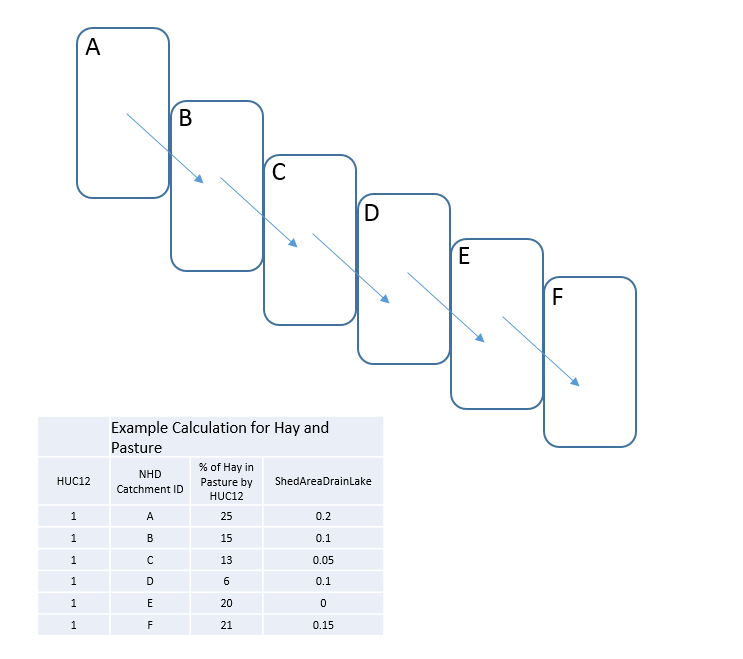 A
B
C
D
E
F
Example Calculation for Hay and
Pasture
HUC12
NHD
Catchment ID
% of Hay in
Pasture by
HUC12
ShedAreaDrainLake
1 A 25 0.2
1 B 15 0.1
1 C 13 0.05
1 D 6 0.1
1 E 20 0
1 F 21 0.15